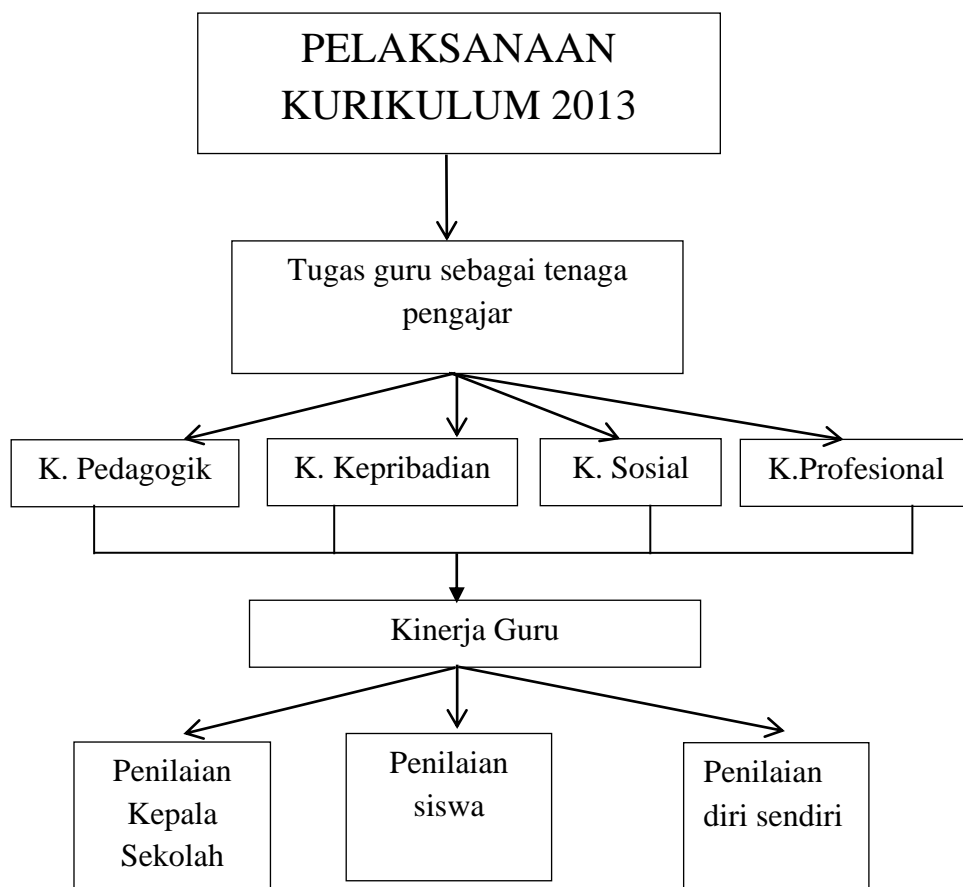 PELAKSANAAN
KURIKULUM 2013
Tugas guru sebagai tenaga
pengajar
K. Pedagogik
K. Kepribadian
K. Sosial
K.Profesional
Kinerja Guru
Penilaian
Kepala
Sekolah
Penilaian
siswa
Penilaian
diri sendiri